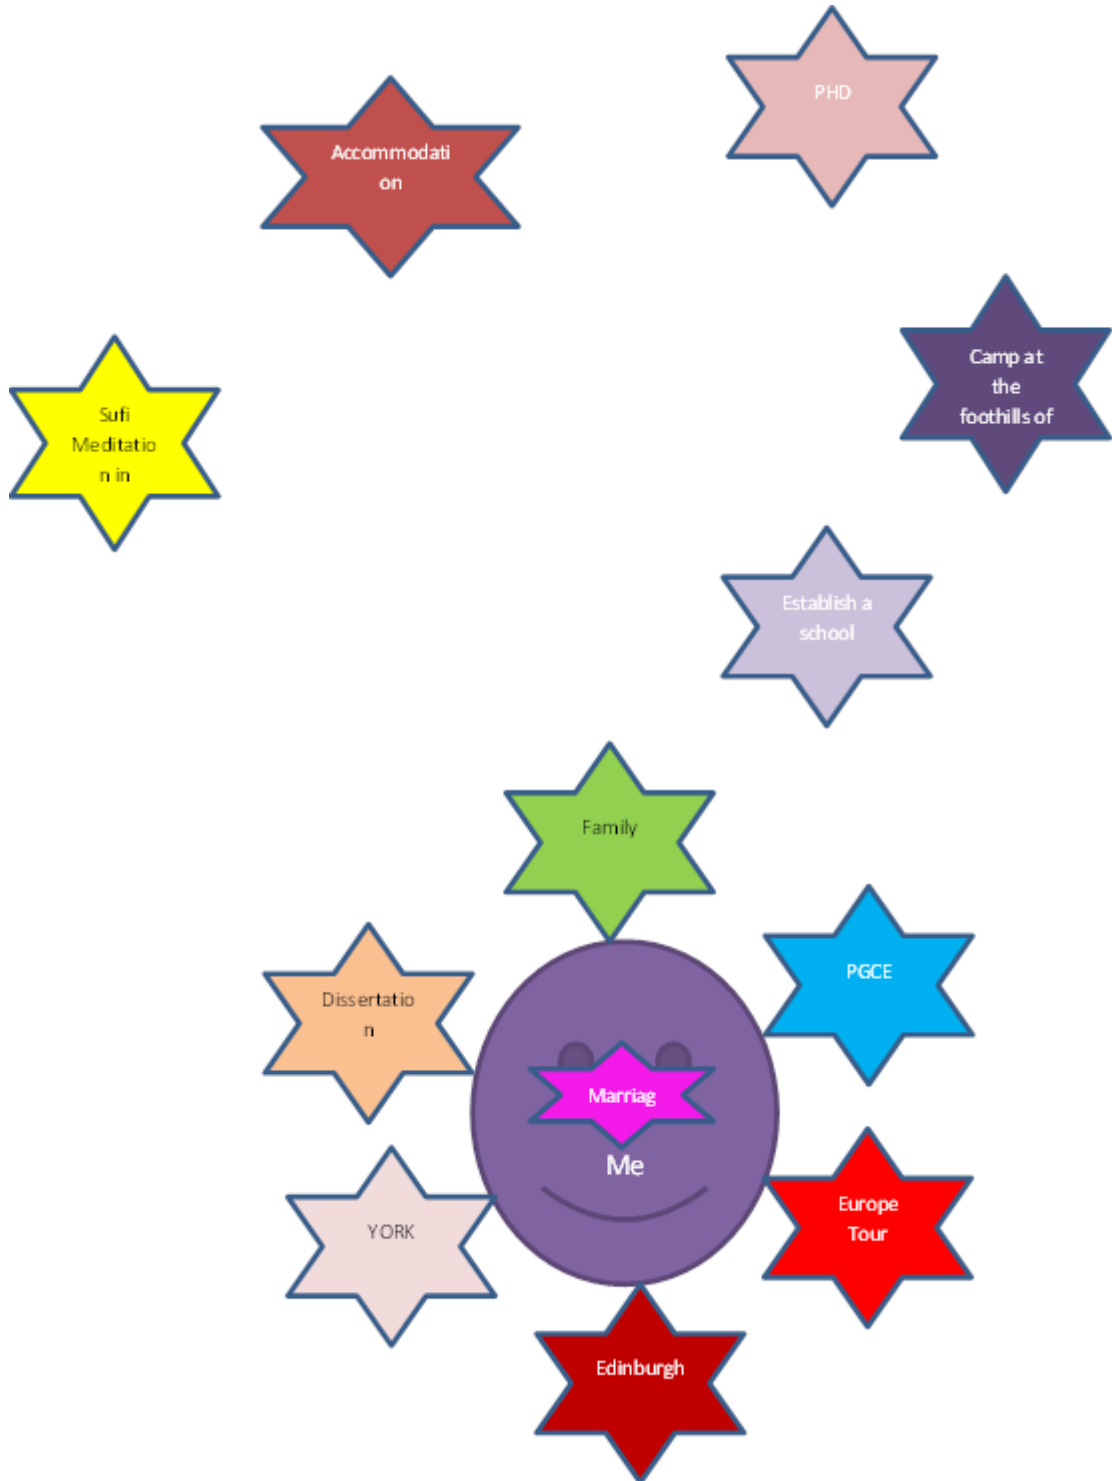 PHD
Accommodati
on
Camp at
the
foothills of
Sufi
Meditatio
n in
Establish a
school
Family
PGCE
Dissertatio
n
Marriag
Me
Europe
Tour
YORK
Edinburgh